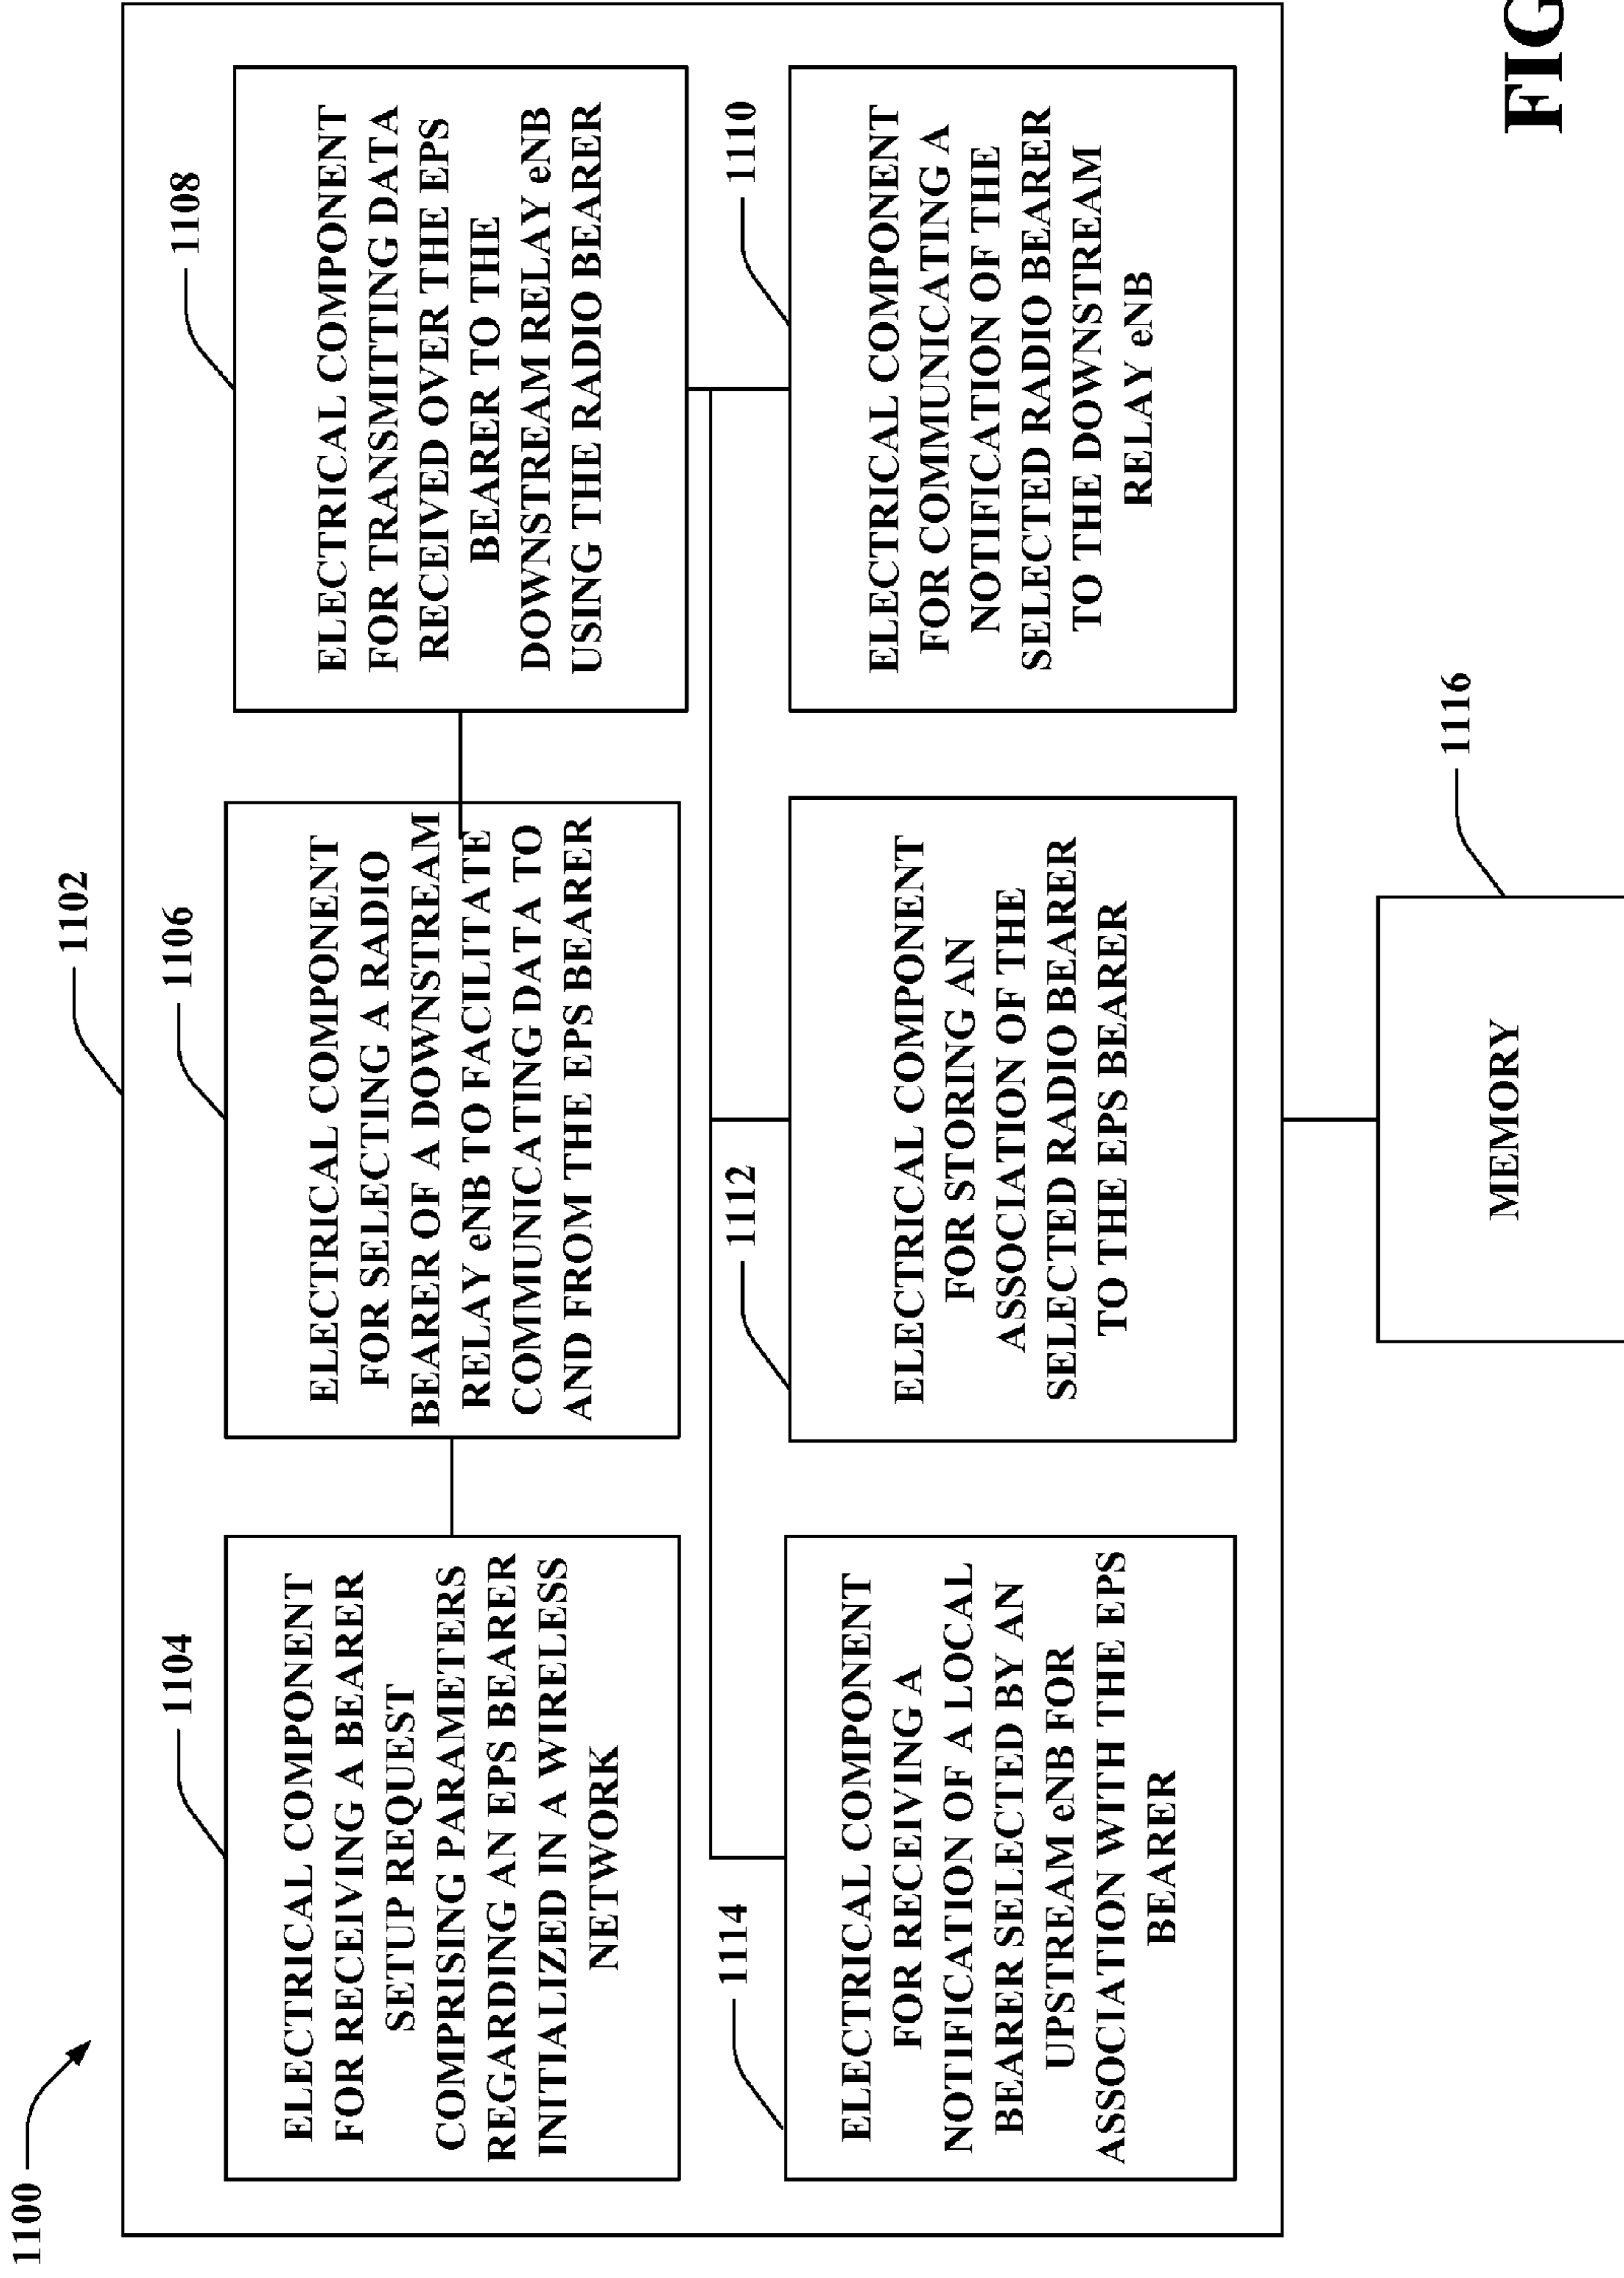 1100
1102
1104
ELECTRICAL COMPONENT
FOR RECEIVING A BEARER
SETUP REQUEST
COMPRISING PARAMETERS
REGARDING AN EPS BEARER
INITIALIZED IN A WIRELESS
NETWORK
1106
ELECTRICAL COMPONENT
FOR SELECTING A RADIO
BEARER OF A DOWNSTREAM
RELAY eNB TO FACILITATE
COMMUNICATING DATA TO
AND FROM THE EPS BEARER
1108
ELECTRICAL COMPONENT
FOR TRANSMITTING DATA
RECEIVED OVER THE EPS
BEARER TO THE
DOWNSTREAM RELAY eNB
USING THE RADIO BEARER
1114
ELECTRICAL COMPONENT
FOR RECEIVING A
NOTIFICATION OF A LOCAL
BEARER SELECTED BY AN
UPSTREAM eNB FOR
ASSOCIATION WITH THE EPS
BEARER
1112
ELECTRICAL COMPONENT
FOR STORING AN
ASSOCIATION OF THE
SELECTED RADIO BEARER
TO THE EPS BEARER
1110
ELECTRICAL COMPONENT
FOR COMMUNICATING A
NOTIFICATION OF THE
SELECTED RADIO BEARER
TO THE DOWNSTREAM
RELAY eNB
1116
MEMORY
FIG